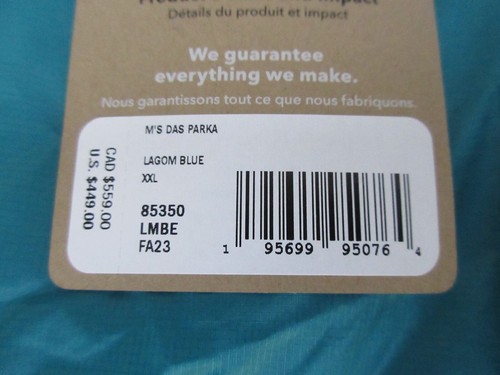 Détails du produit et impact
We guarantee
everything we make.
Nous garantissons tout ce que nous fabriquons.
M'S DAS PARKA
LAGOM BLUE
XXL
85350
LMBE
FA23
CAD $559.00
U.S. $449.00
1 95699 95076 4